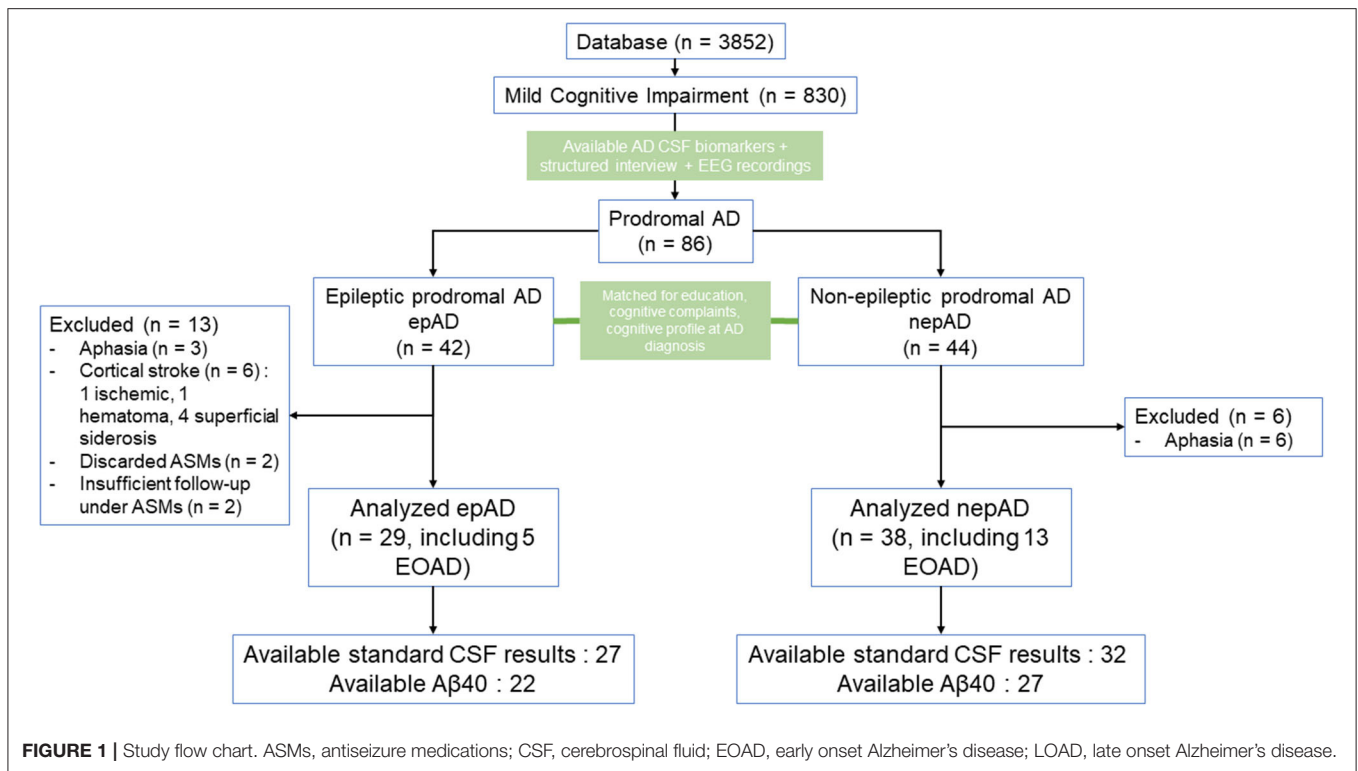 Database (n = 3852)
Mild Cognitive Impairment (n = 830)
Available AD CSF biomarkers +
structured interview + EEG recordings
Prodromal AD
(n = 86)
Epileptic prodromal AD
epAD
(n = 42)
Matched for education,
cognitive complaints,
cognitive profile at AD
diagnosis
Non-epileptic prodromal AD
nepAD
(n = 44)
Excluded (n = 13)
- Aphasia (n = 3)
- Cortical stroke (n = 6) :
1 ischemic, 1
hematoma, 4 superficial
siderosis
- Discarded ASMs (n = 2)
- Insufficient follow-up
under ASMs (n = 2)
Excluded (n = 6)
- Aphasia (n = 6)
Analyzed epAD
(n = 29, including 5
EOAD)
Analyzed nepAD
(n = 38, including 13
EOAD)
Available standard CSF results : 27
Available Aβ40 : 22
Available standard CSF results : 32
Available Aβ40 : 27
FIGURE 1 | Study flow chart. ASMs, antiseizure medications; CSF, cerebrospinal fluid; EOAD, early onset Alzheimer's disease; LOAD, late onset Alzheimer's disease.